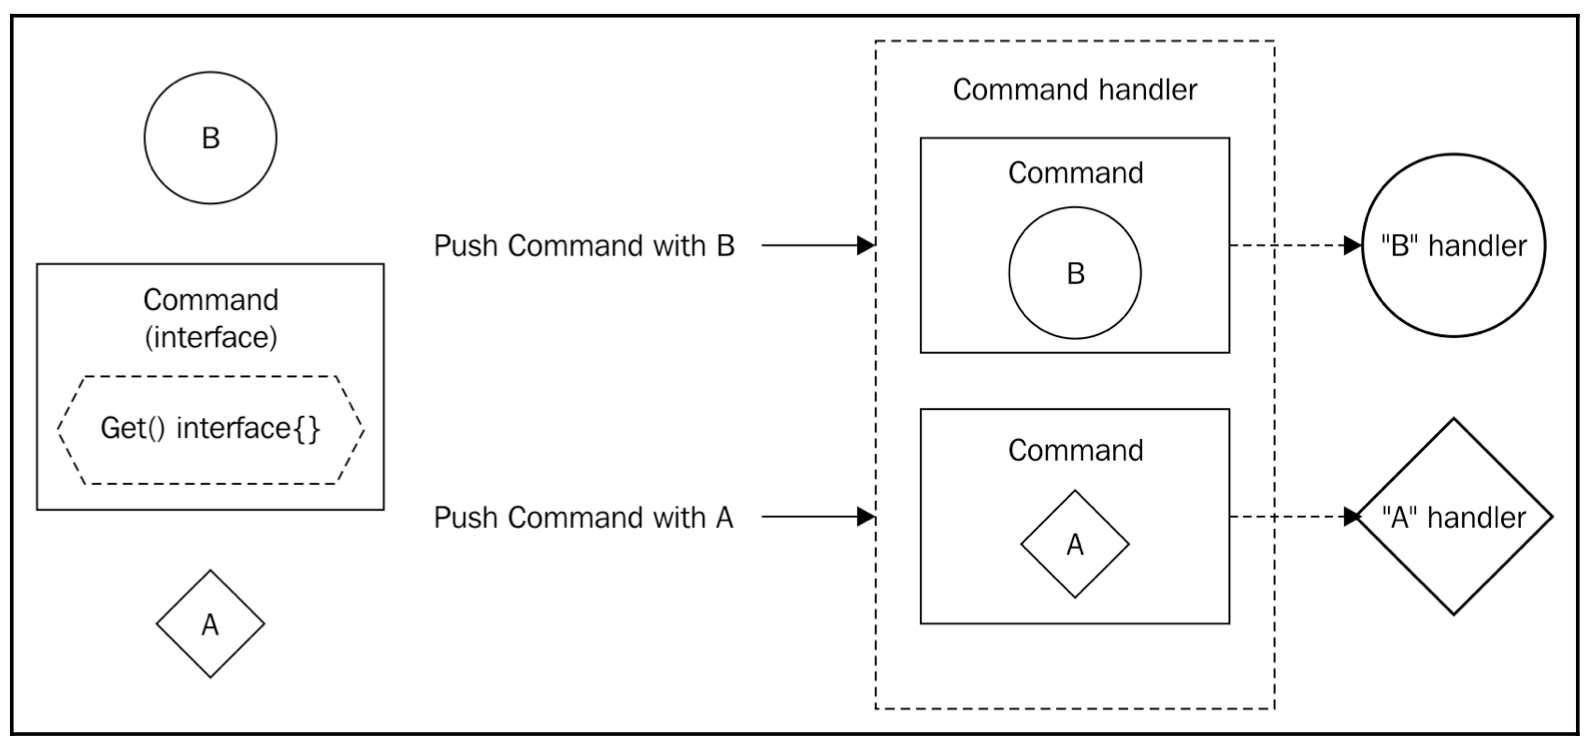 B
Command
(interface)
Get() interface{}
A
Push Command with B
Push Command with A
Command handler
Command
B
Command
A
"B" handler
"A" handler